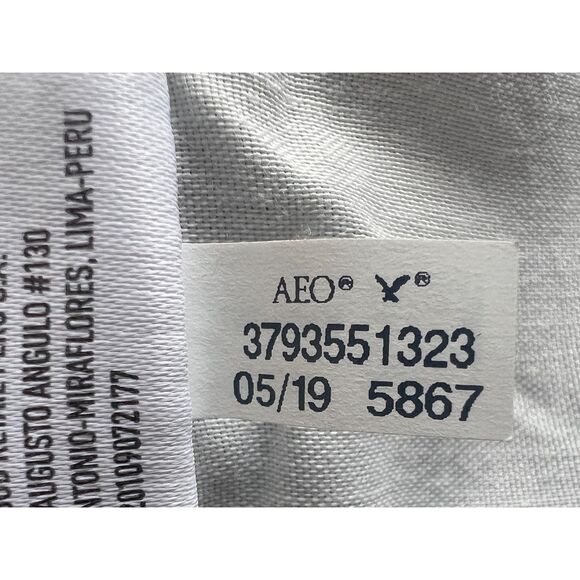 AUGUSTO ANGULO #130
ANTONIO-MIRAFLORES, LIMA-PERU
20109072177
AEO® ®
3793551323
05/19 5867